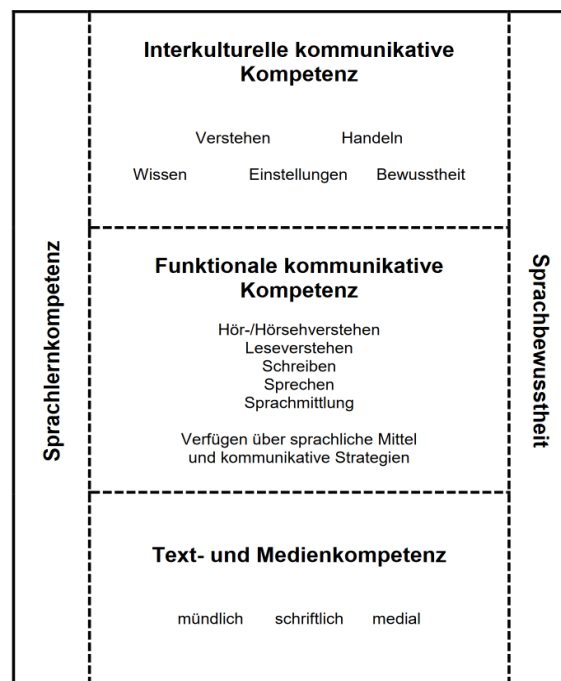 Sprachlernkompetenz
Interkulturelle kommunikative
Kompetenz
Verstehen Handeln
Wissen Einstellungen Bewusstheit
Funktionale kommunikative
Kompetenz
Hör-/Hörsehverstehen
Leseverstehen
Schreiben
Sprechen
Sprachmittlung
Verfügen über sprachliche Mittel
und kommunikative Strategien
Text- und Medienkompetenz
mündlich schriftlich medial
Sprachbewusstheit